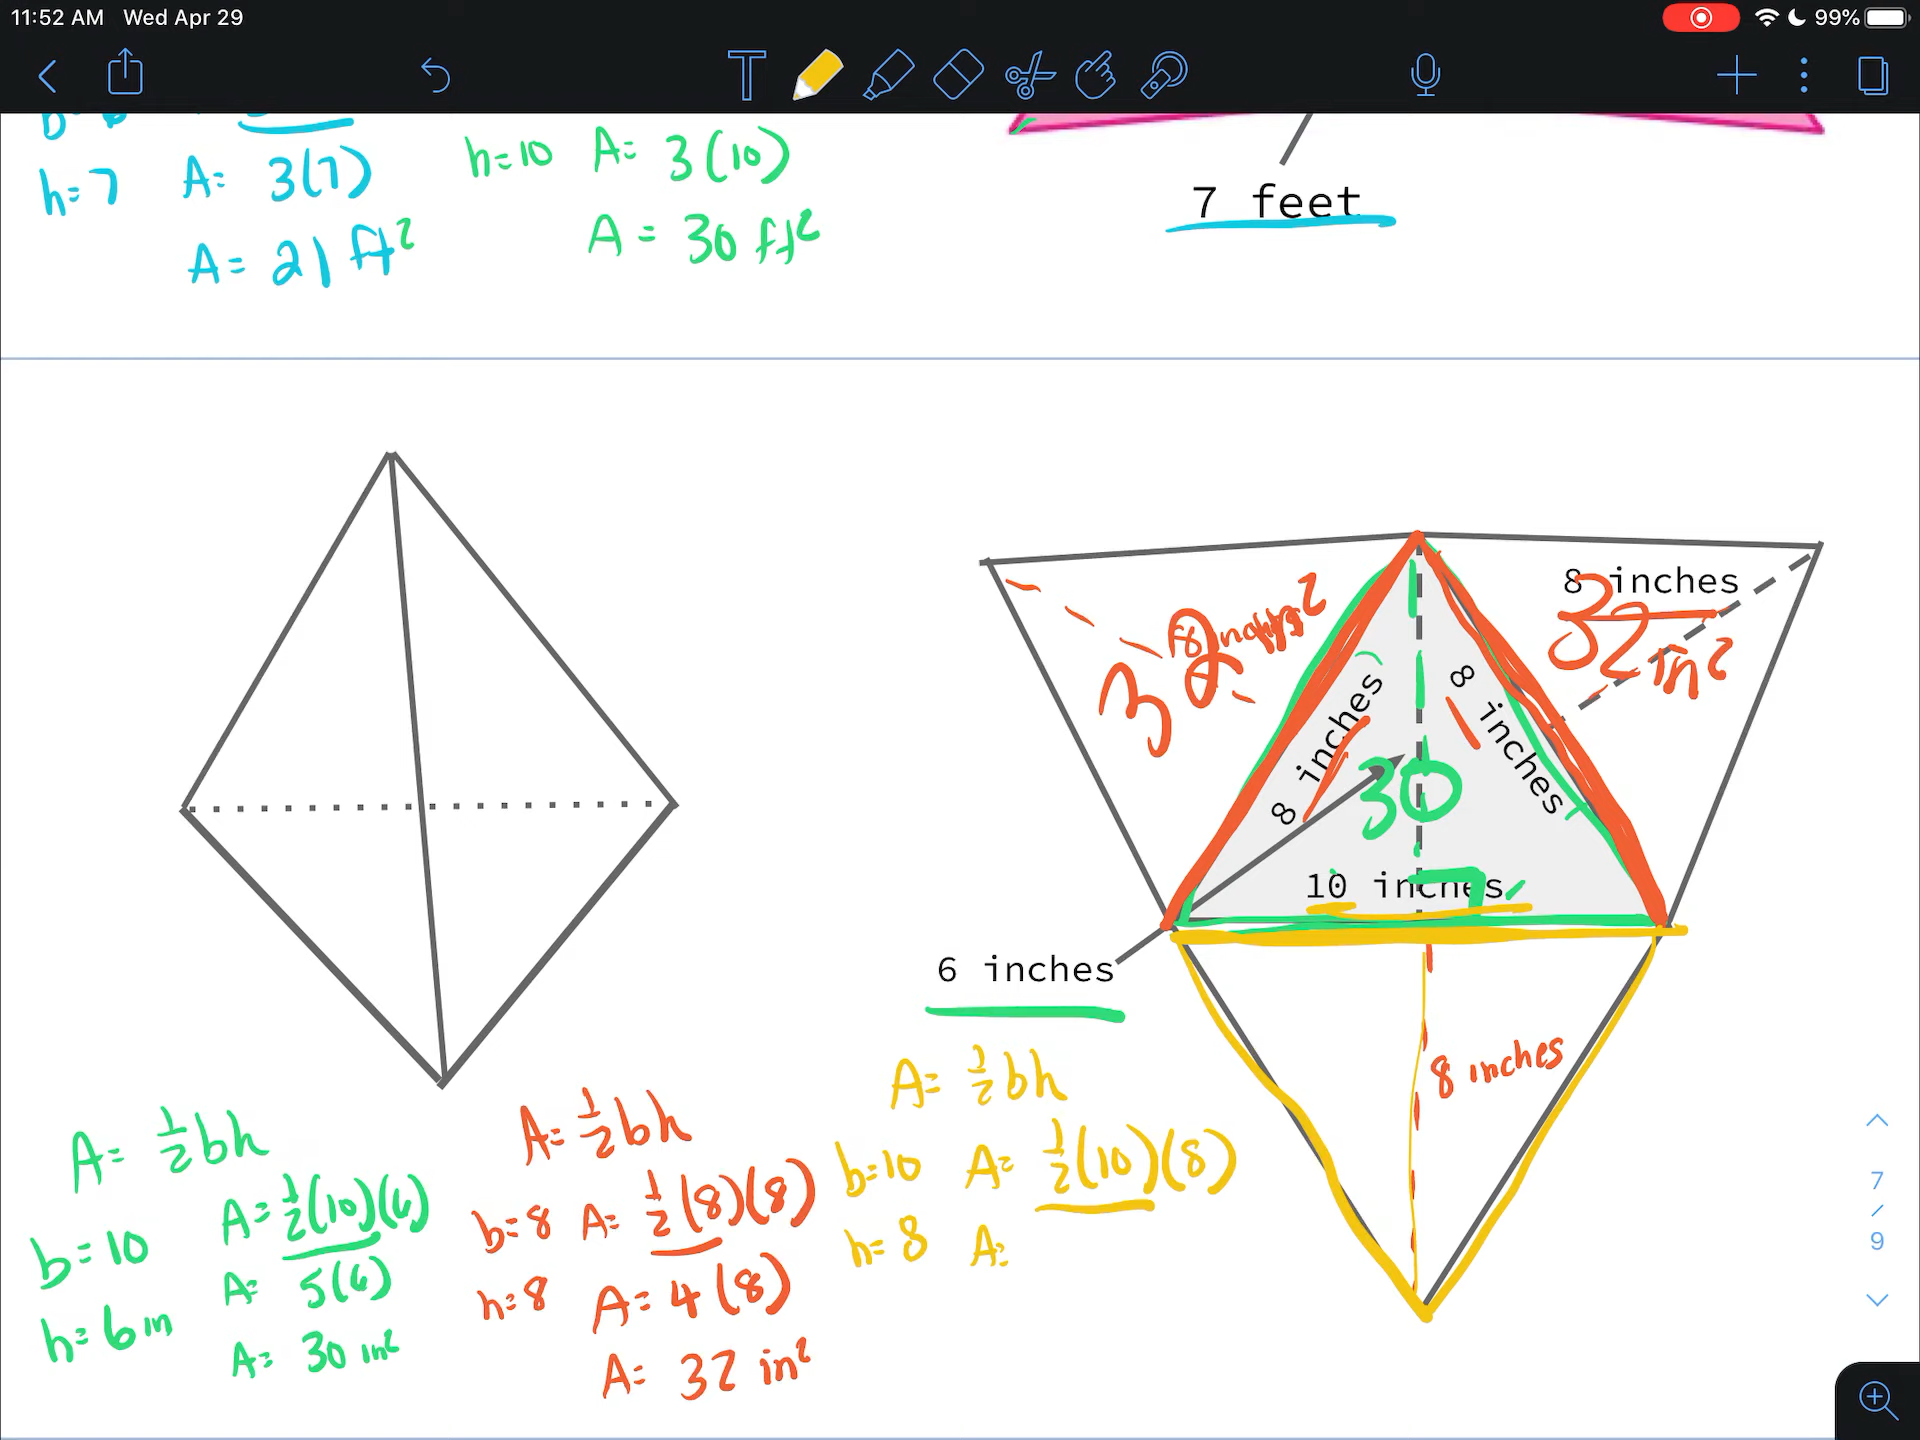 11:52 AM Wed Apr 29
99%
h=7 A= 3(7)
A= 21 ft²
h=10 A= 3(10)
A = 30 ft²
7 feet
8 inches
32 in²
32
8 inches
8 inches
30
10 inches
6 inches
8 inches
A= ½bh
b=10 A= ½(10)(6)
h=6in A= 5(6)
A= 30 in²
A= ½bh
b=8 A= ½(8)(8)
h=8 A= 4(8)
A= 32 in²
A= ½bh
b=10 A= ½(10)(8)
h=8 A=
7
/
9